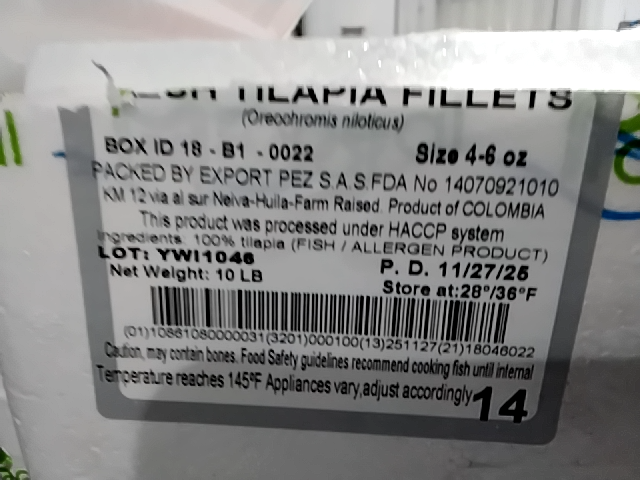 TILAPIA FILLETS
(Oreochromis niloticus)
BOX ID 18 - B1 - 0022 Size 4-6 oz
PACKED BY EXPORT PEZ S.A.S.FDA No 14070921010
KM 12 via al sur Neiva-Huila-Farm Raised. Product of COLOMBIA
This product was processed under HACCP system
Ingredients: 100% tilapia (FISH / ALLERGEN PRODUCT)
LOT: YWI1046 P. D. 11/27/25
Net Weight: 10 LB Store at:28°/36°F
(01)10861080000031(3201)000100(13)251127(21)18046022
Caution, may contain bones. Food Safety guidelines recommend cooking fish until internal
Temperature reaches 145ºF Appliances vary,adjust accordingly 14